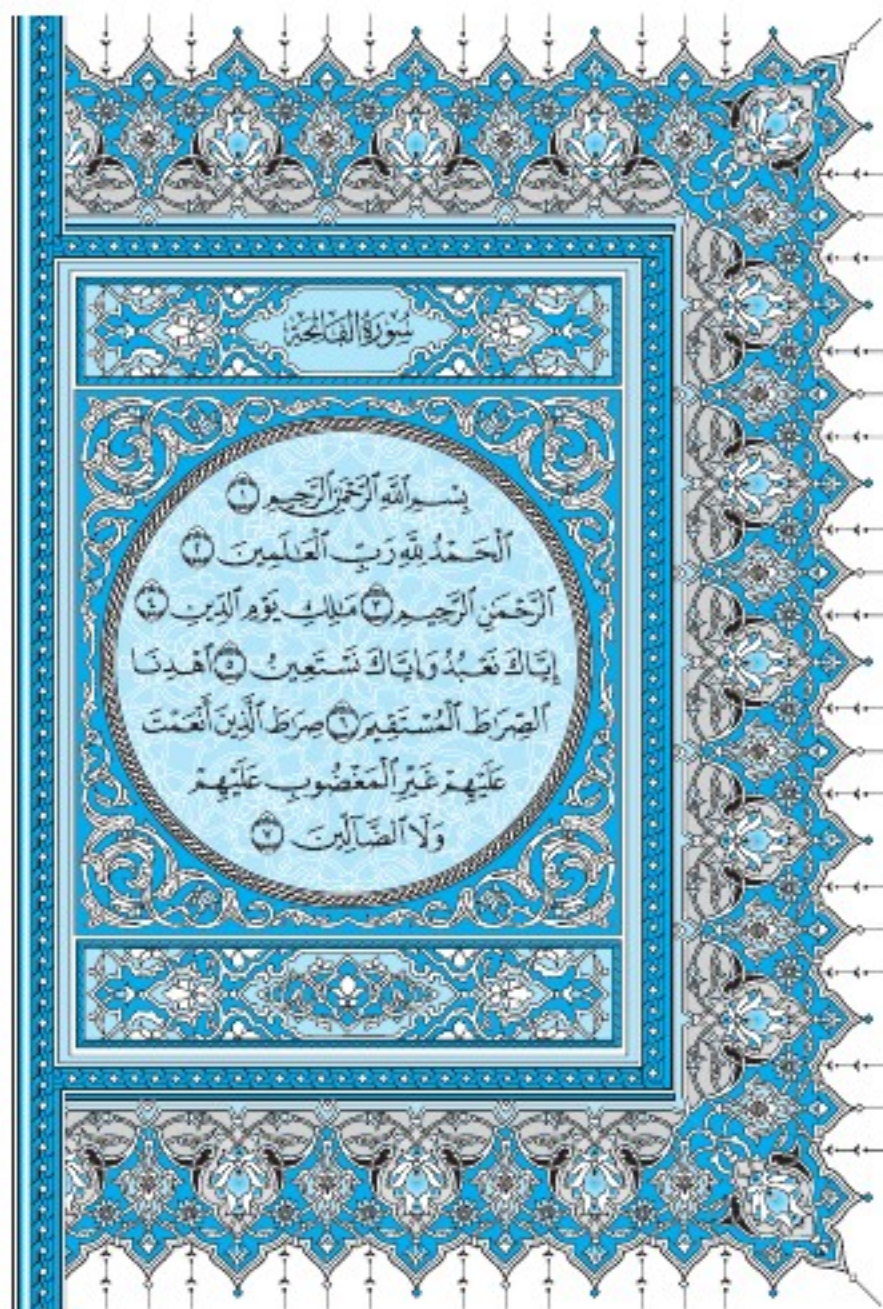 سُورَةُ الْفَاتِحَةِ
بِسْمِ ٱللَّهِ ٱلرَّحْمَٰنِ ٱلرَّحِيمِ ١
ٱلْحَمْدُ لِلَّهِ رَبِّ ٱلْعَٰلَمِينَ ٢
ٱلرَّحْمَٰنِ ٱلرَّحِيمِ ٣ مَٰلِكِ يَوْمِ ٱلدِّينِ ٤
إِيَّاكَ نَعْبُدُ وَإِيَّاكَ نَسْتَعِينُ ٥ ٱهْدِنَا
ٱلصِّرَٰطَ ٱلْمُسْتَقِيمَ ٦ صِرَٰطَ ٱلَّذِينَ أَنْعَمْتَ
عَلَيْهِمْ غَيْرِ ٱلْمَغْضُوبِ عَلَيْهِمْ
وَلَا ٱلضَّآلِّينَ ٧